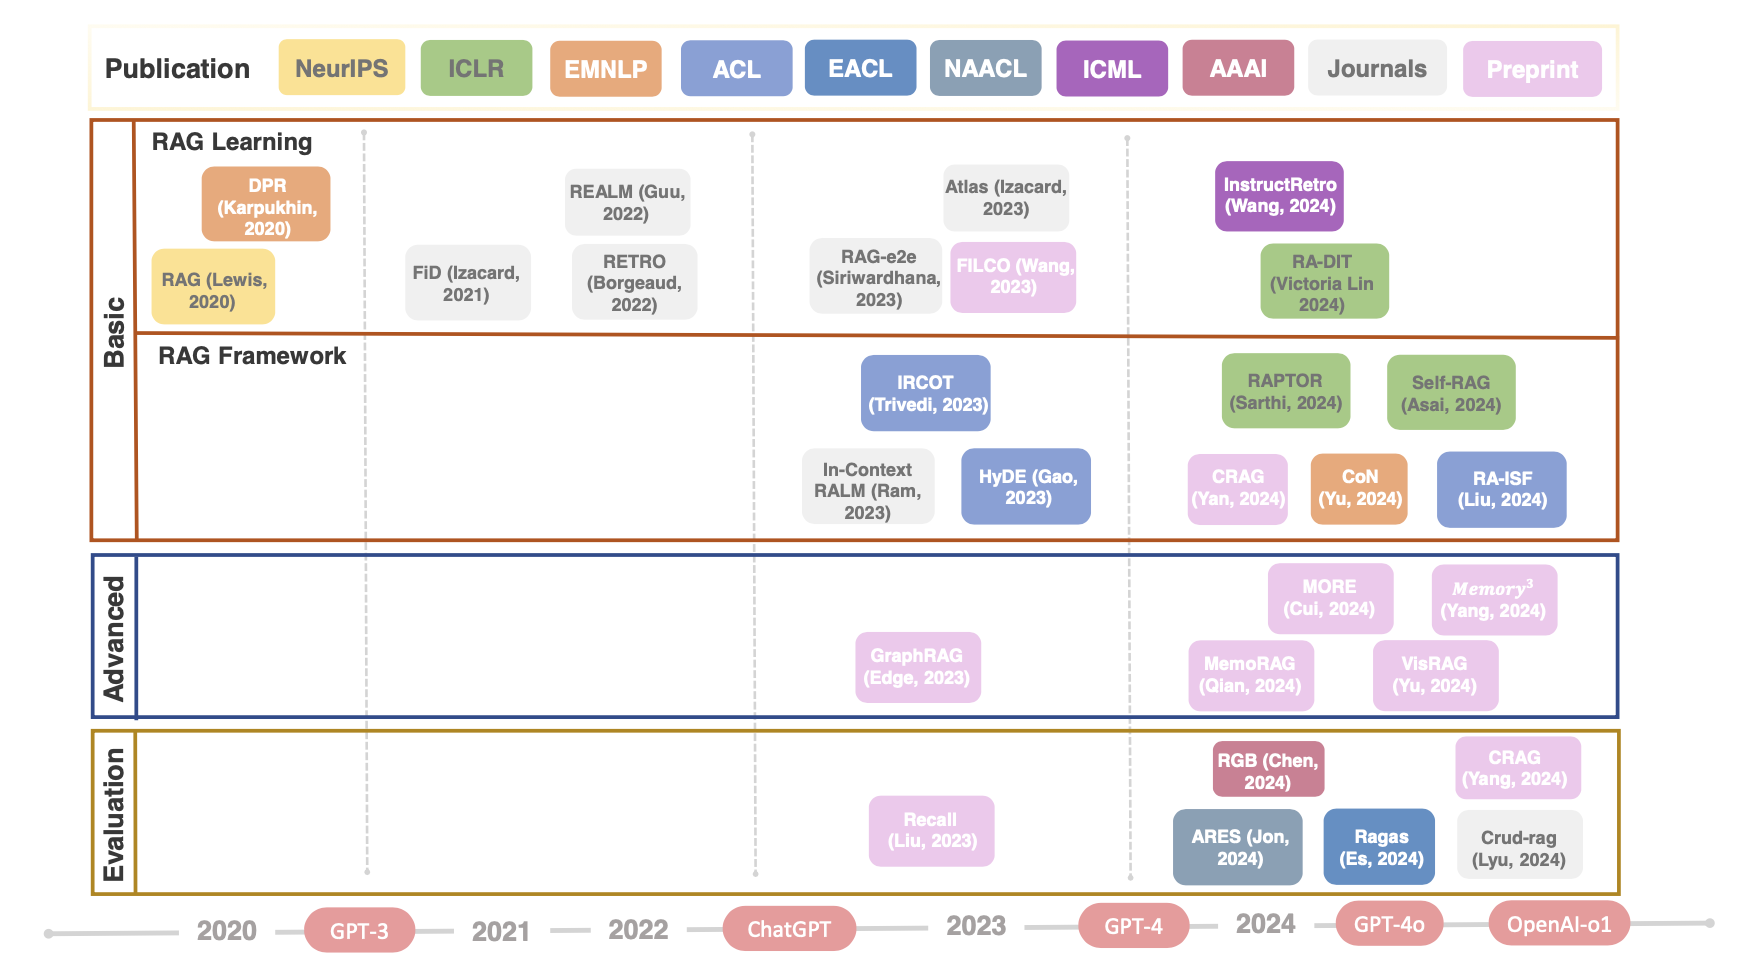 Publication
NeurIPS
ICLR
EMNLP
ACL
EACL
NAACL
ICML
AAAI
Journals
Preprint
Basic
RAG Learning
DPR
(Karpukhin,
2020)
RAG (Lewis,
2020)
FiD (Izacard,
2021)
REALM (Guu,
2022)
RETRO
(Borgeaud,
2022)
Atlas (Izacard,
2023)
RAG-e2e
(Siriwardhana,
2023)
FILCO (Wang,
2023)
InstructRetro
(Wang, 2024)
RA-DIT
(Victoria Lin
2024)
RAG Framework
IRCOT
(Trivedi, 2023)
In-Context
RALM (Ram,
2023)
HyDE (Gao,
2023)
RAPTOR
(Sarthi, 2024)
Self-RAG
(Asai, 2024)
CRAG
(Yan, 2024)
CoN
(Yu, 2024)
RA-ISF
(Liu, 2024)
Advanced
GraphRAG
(Edge, 2023)
MORE
(Cui, 2024)
Memory³
(Yang, 2024)
MemoRAG
(Qian, 2024)
VisRAG
(Yu, 2024)
Evaluation
Recall
(Liu, 2023)
RGB (Chen,
2024)
CRAG
(Yang, 2024)
ARES (Jon,
2024)
Ragas
(Es, 2024)
Crud-rag
(Lyu, 2024)
2020
GPT-3
2021
2022
ChatGPT
2023
GPT-4
2024
GPT-4o
OpenAI-o1